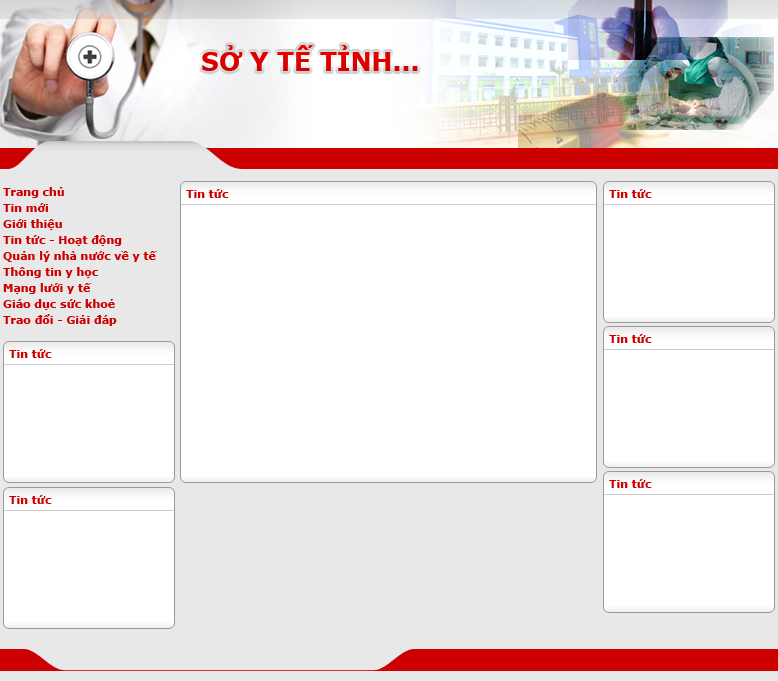 SỞ Y TẾ TỈNH...
Trang chủ
Tin mới
Giới thiệu
Tin tức - Hoạt động
Quản lý nhà nước về y tế
Thông tin y học
Mạng lưới y tế
Giáo dục sức khoẻ
Trao đổi - Giải đáp
Tin tức
Tin tức
Tin tức
Tin tức
Tin tức
Tin tức